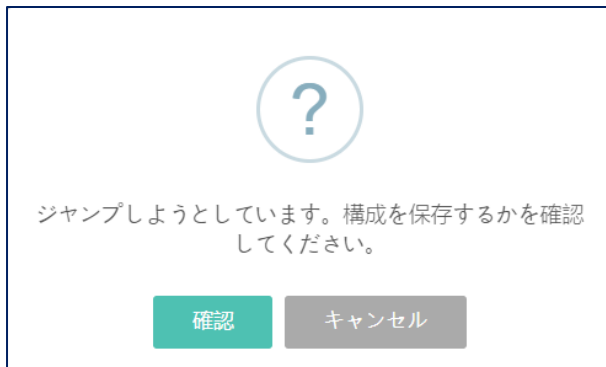 ?
ジャンプしようとしています。構成を保存するかを確認
してください。
確認
キャンセル